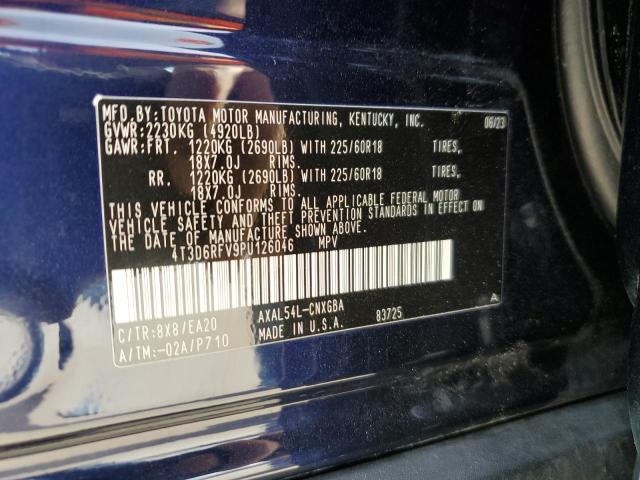 MFD.BY:TOYOTA MOTOR MANUFACTURING, KENTUCKY, INC. 06/23
GVWR:2230KG (4920LB)
GAWR:FRT. 1220KG (2690LB) WITH 225/60R18 TIRES,
18X7.0J RIMS.
RR. 1220KG (2690LB) WITH 225/60R18 TIRES,
18X7.0J RIMS.
THIS VEHICLE CONFORMS TO ALL APPLICABLE FEDERAL MOTOR
VEHICLE SAFETY AND THEFT PREVENTION STANDARDS IN EFFECT ON
THE DATE OF MANUFACTURE SHOWN ABOVE.
4T3D6RFV9PU126046 MPV
C/TR:8X8/EA20 AXAL54L-CNXGBA A
A/TM:-02A/P710 MADE IN U.S.A. 83725